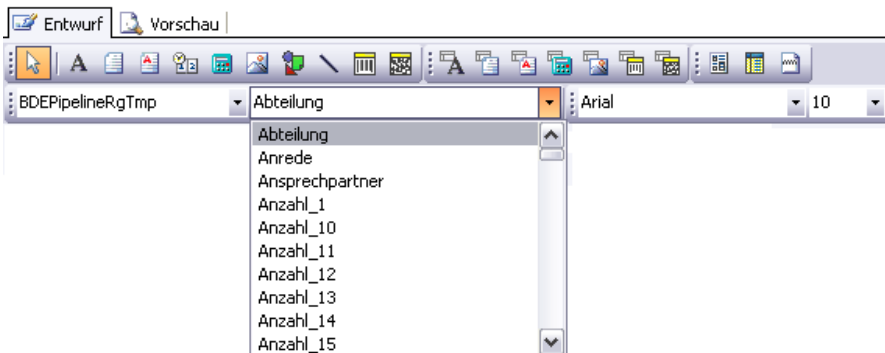 Entwurf Vorschau
BDEPipelineRgTmp Abteilung Arial 10
Abteilung
Anrede
Ansprechpartner
Anzahl_1
Anzahl_10
Anzahl_11
Anzahl_12
Anzahl_13
Anzahl_14
Anzahl_15